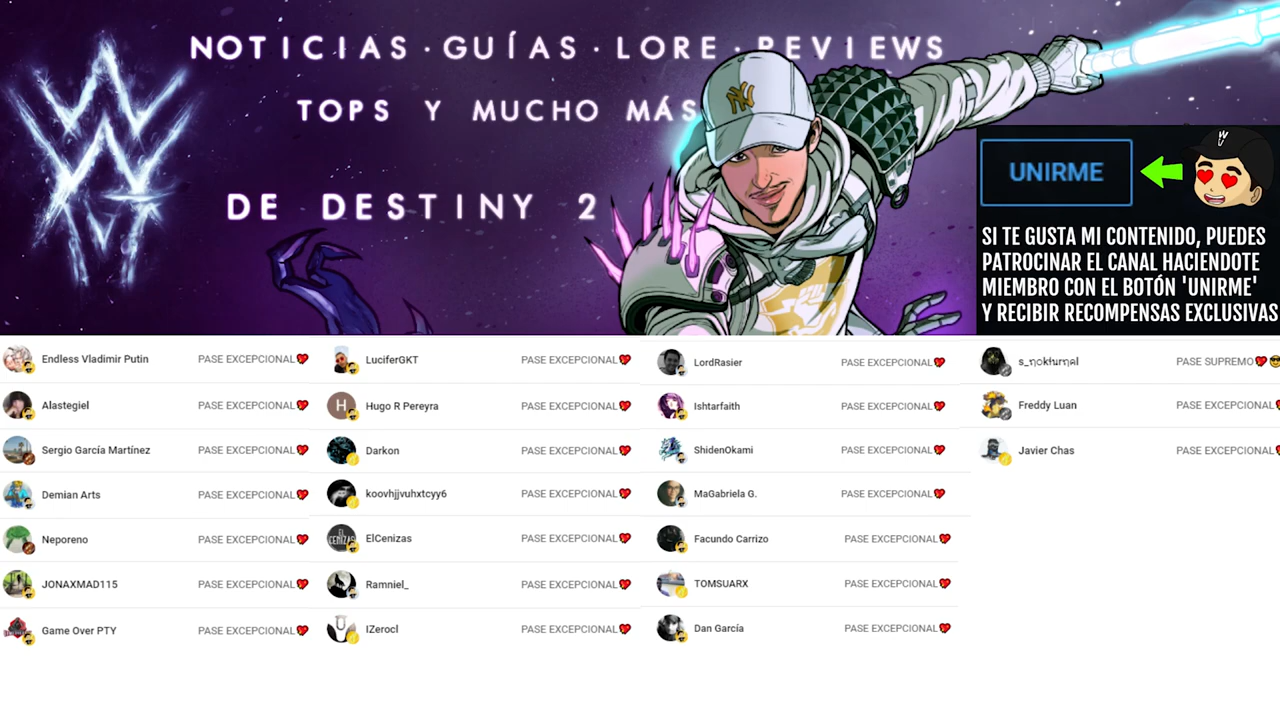 NOTICIAS · GUÍAS · LORE · REVIEWS
TOPS Y MUCHO MÁS
DE DESTINY 2
UNIRME
SI TE GUSTA MI CONTENIDO, PUEDES
PATROCINAR EL CANAL HACIENDOTE
MIEMBRO CON EL BOTÓN 'UNIRME'
Y RECIBIR RECOMPENSAS EXCLUSIVAS
Endless Vladimir Putin PASE EXCEPCIONAL
Alastegiel PASE EXCEPCIONAL
Sergio García Martínez PASE EXCEPCIONAL
Demian Arts PASE EXCEPCIONAL
Neporeno PASE EXCEPCIONAL
JONAXMAD115 PASE EXCEPCIONAL
Game Over PTY PASE EXCEPCIONAL
LuciferGKT PASE EXCEPCIONAL
H Hugo R Pereyra PASE EXCEPCIONAL
Darkon PASE EXCEPCIONAL
koovhjjvuhxtcyy6 PASE EXCEPCIONAL
EL CENIZAS ElCenizas PASE EXCEPCIONAL
Ramniel_ PASE EXCEPCIONAL
IZerocl PASE EXCEPCIONAL
LordRasier PASE EXCEPCIONAL
Ishtarfaith PASE EXCEPCIONAL
ShidenOkami PASE EXCEPCIONAL
MaGabriela G. PASE EXCEPCIONAL
Facundo Carrizo PASE EXCEPCIONAL
TOMSUARX PASE EXCEPCIONAL
Dan García PASE EXCEPCIONAL
s_ηοkƚuրηal PASE SUPREMO
Freddy Luan PASE EXCEPCIONAL
Javier Chas PASE EXCEPCIONAL